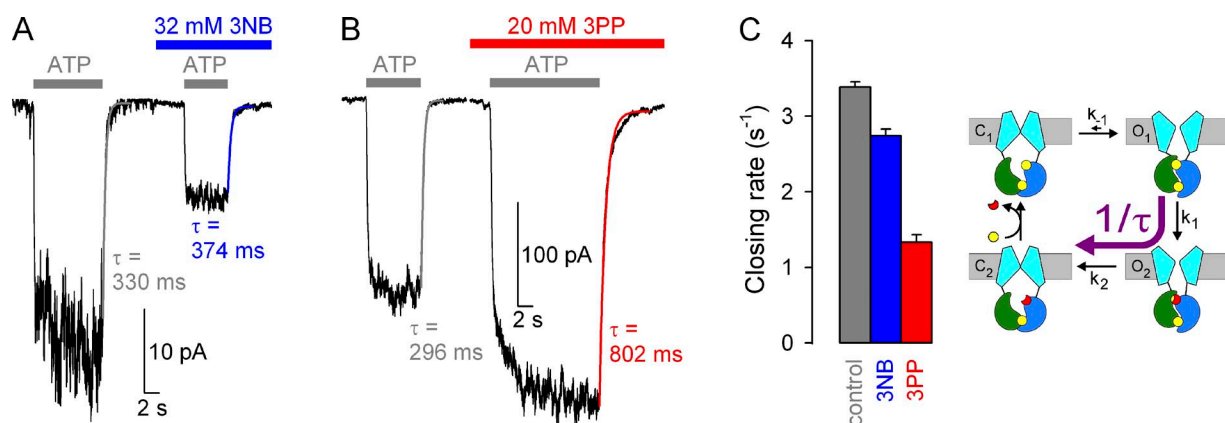 A
32 mM 3NB
ATP
ATP
τ =
330 ms
τ =
374 ms
10 pA
2 s
B
20 mM 3PP
ATP
ATP
τ =
296 ms
100 pA
2 s
τ =
802 ms
C
Closing rate (s⁻¹)
4
3
2
1
0
control
3NB
3PP
C₁
k₋₁
O₁
1/τ
k₁
C₂
k₂
O₂